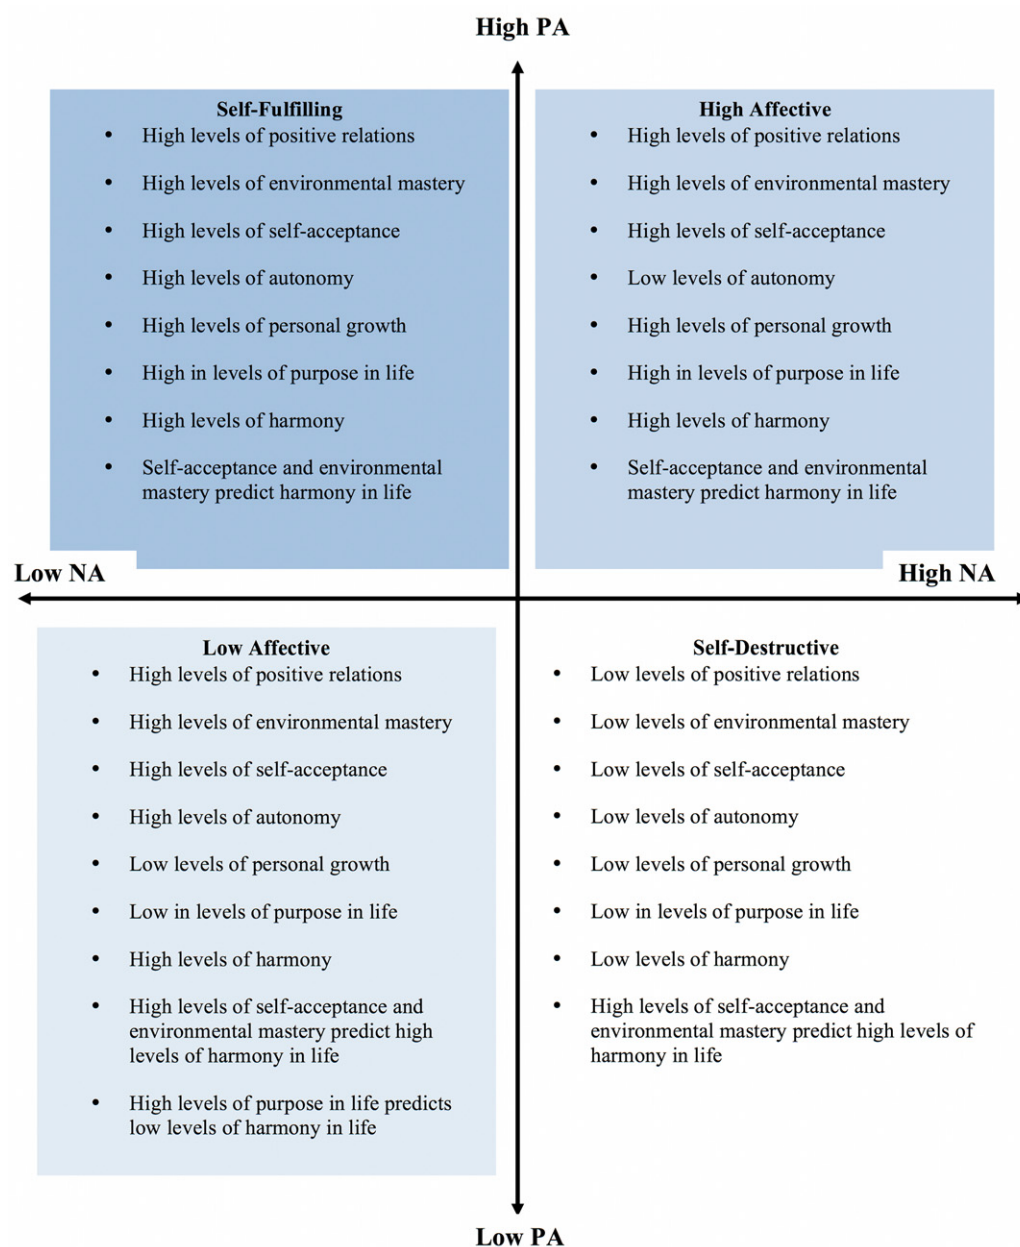 High PA
Self-Fulfilling
• High levels of positive relations
• High levels of environmental mastery
• High levels of self-acceptance
• High levels of autonomy
• High levels of personal growth
• High in levels of purpose in life
• High levels of harmony
• Self-acceptance and environmental
mastery predict harmony in life
High Affective
• High levels of positive relations
• High levels of environmental mastery
• High levels of self-acceptance
• Low levels of autonomy
• High levels of personal growth
• High in levels of purpose in life
• High levels of harmony
• Self-acceptance and environmental
mastery predict harmony in life
Low NA
High NA
Low Affective
• High levels of positive relations
• High levels of environmental mastery
• High levels of self-acceptance
• High levels of autonomy
• Low levels of personal growth
• Low in levels of purpose in life
• High levels of harmony
• High levels of self-acceptance and
environmental mastery predict high
levels of harmony in life
• High levels of purpose in life predicts
low levels of harmony in life
Self-Destructive
• Low levels of positive relations
• Low levels of environmental mastery
• Low levels of self-acceptance
• Low levels of autonomy
• Low levels of personal growth
• Low in levels of purpose in life
• Low levels of harmony
• High levels of self-acceptance and
environmental mastery predict high levels of
harmony in life
Low PA